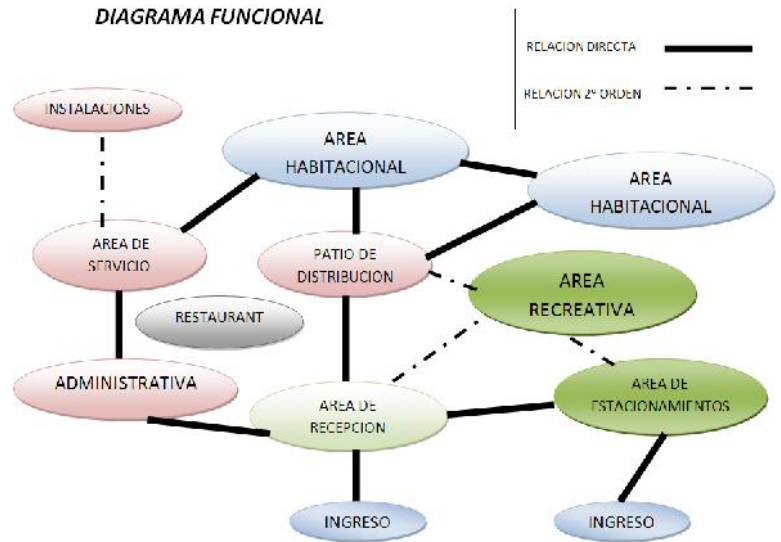 DIAGRAMA FUNCIONAL
RELACION DIRECTA
RELACION 2º ORDEN
INSTALACIONES
AREA
HABITACIONAL
AREA
HABITACIONAL
AREA DE
SERVICIO
PATIO DE
DISTRIBUCION
AREA
RECREATIVA
RESTAURANT
ADMINISTRATIVA
AREA DE
RECEPCION
AREA DE
ESTACIONAMIENTOS
INGRESO
INGRESO